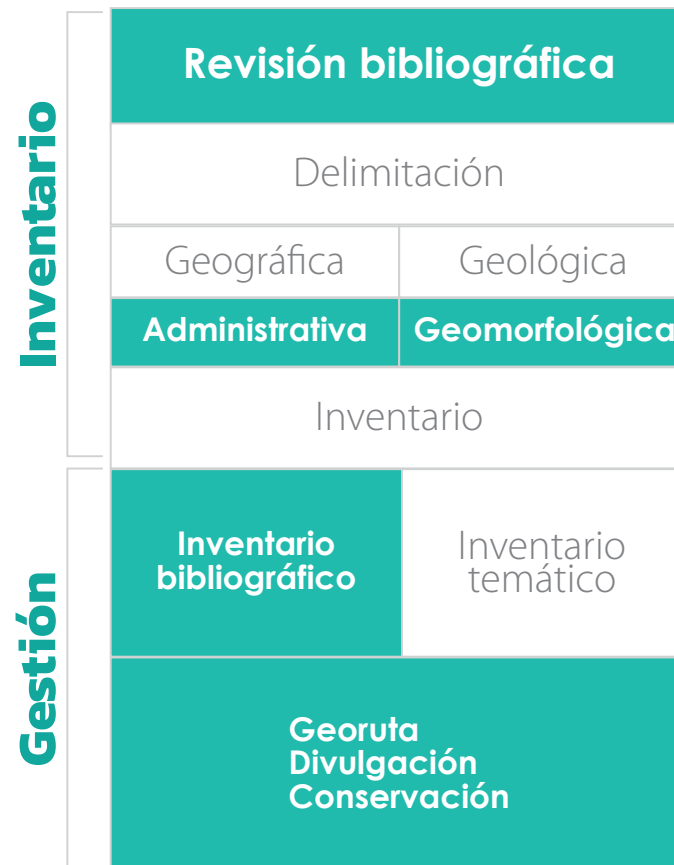 Inventario
Revisión bibliográfica
Delimitación
Geográfica
Geológica
Administrativa
Geomorfológica
Inventario
Gestión
Inventario
bibliográfico
Inventario
temático
Georuta
Divulgación
Conservación